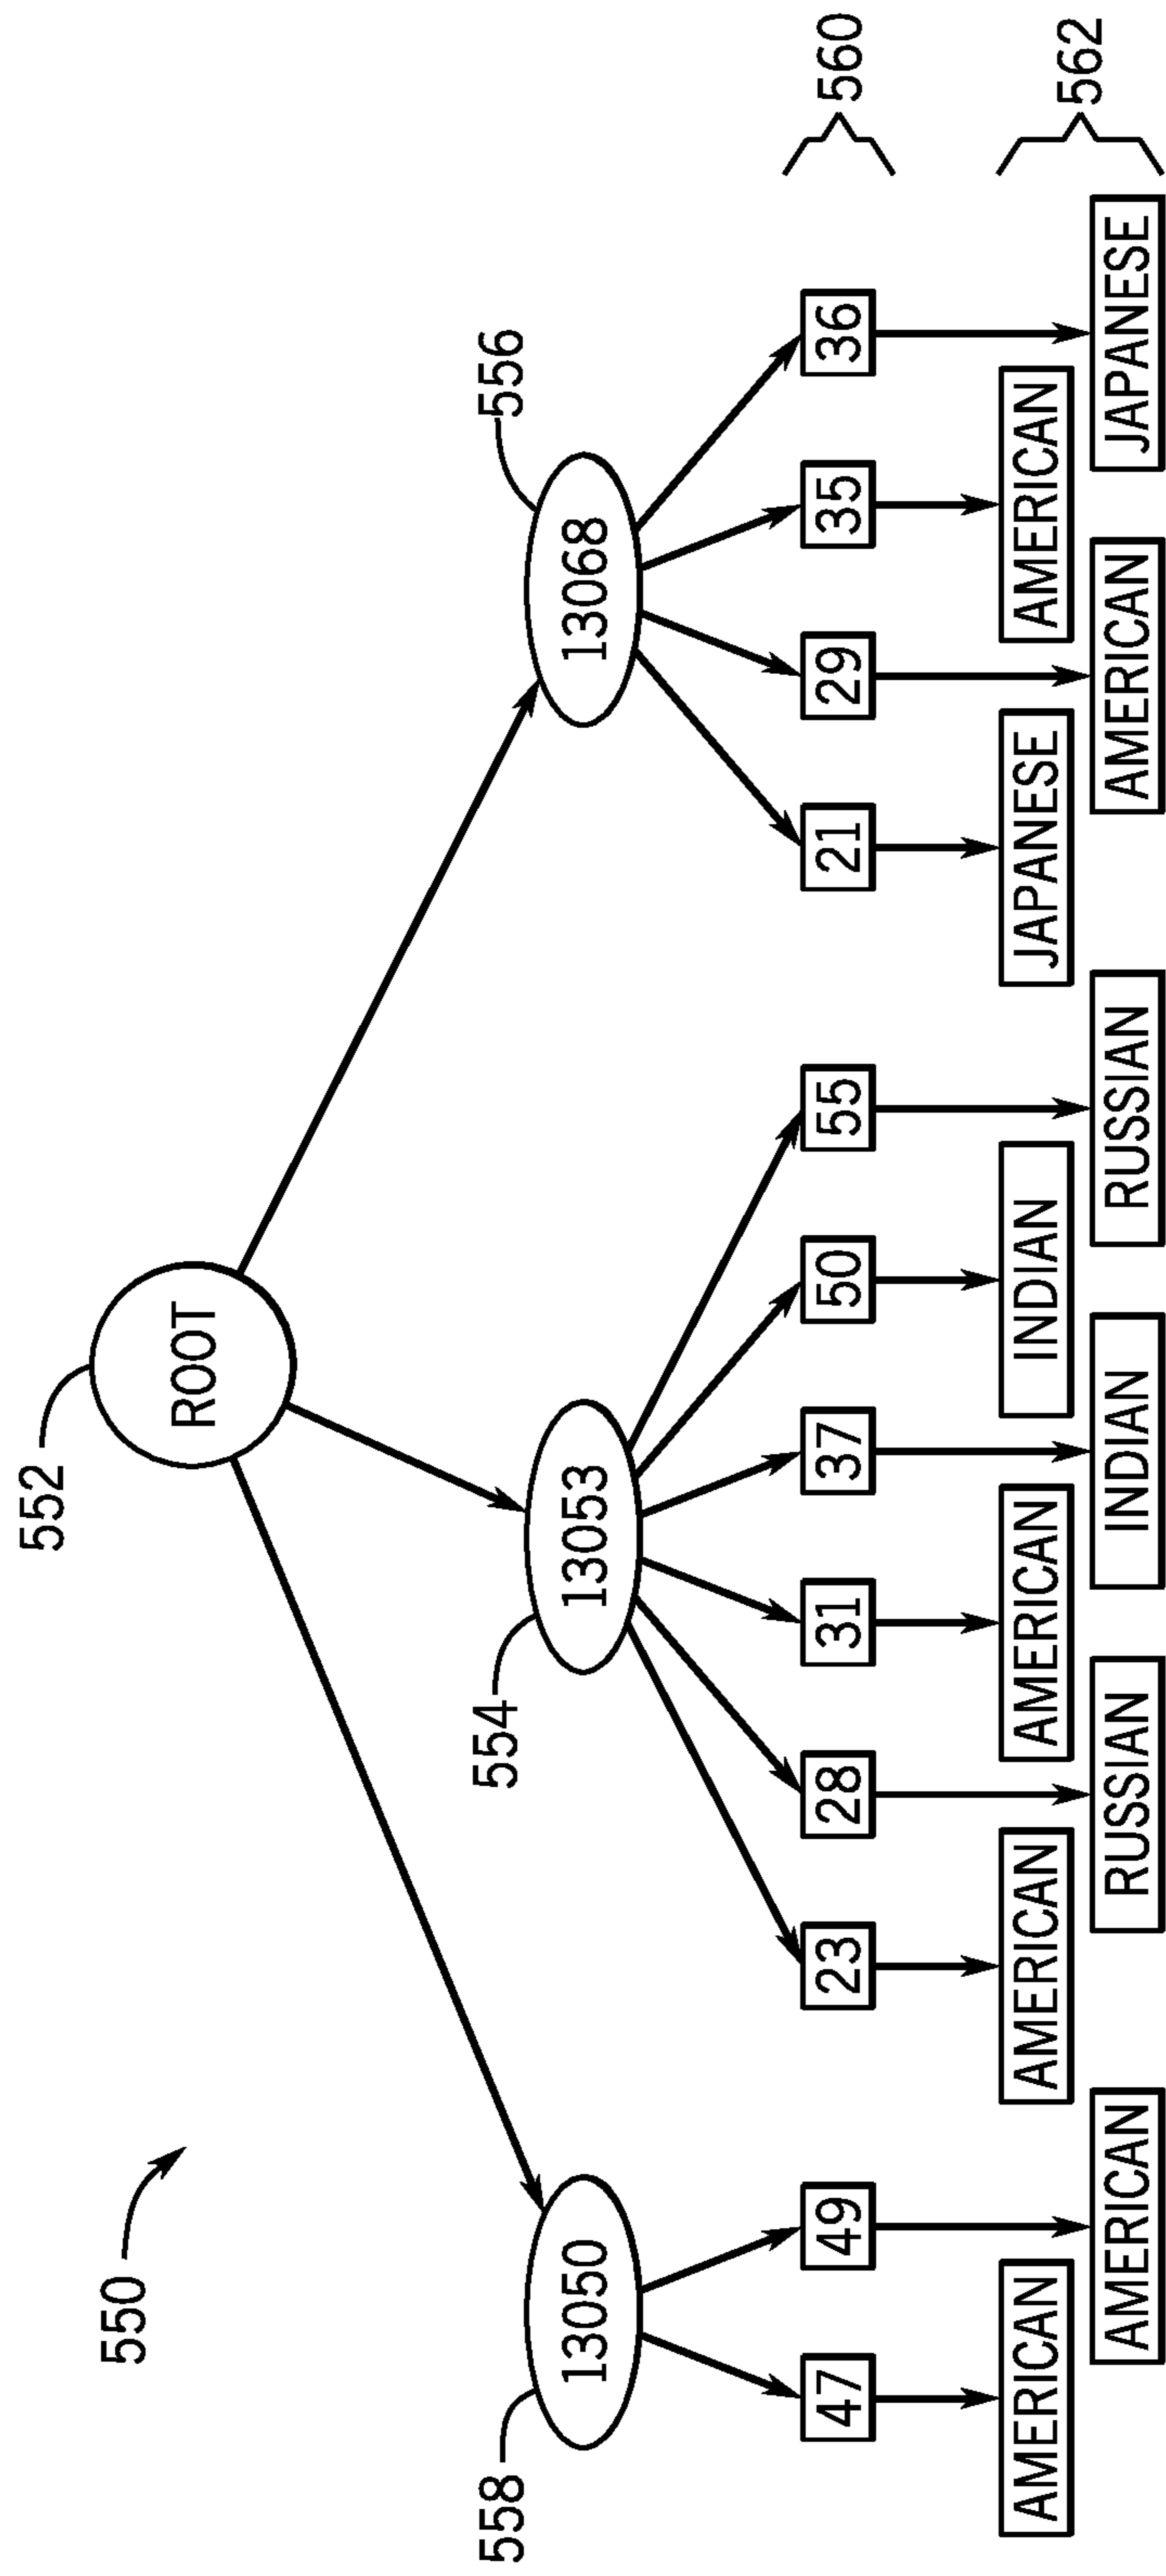 550
552
ROOT
558
554
556
13050
13053
13068
47
49
23
28
31
37
50
55
21
29
35
36
560
AMERICAN
AMERICAN
AMERICAN
INDIAN
JAPANESE
AMERICAN
562
AMERICAN
RUSSIAN
INDIAN
RUSSIAN
AMERICAN
JAPANESE